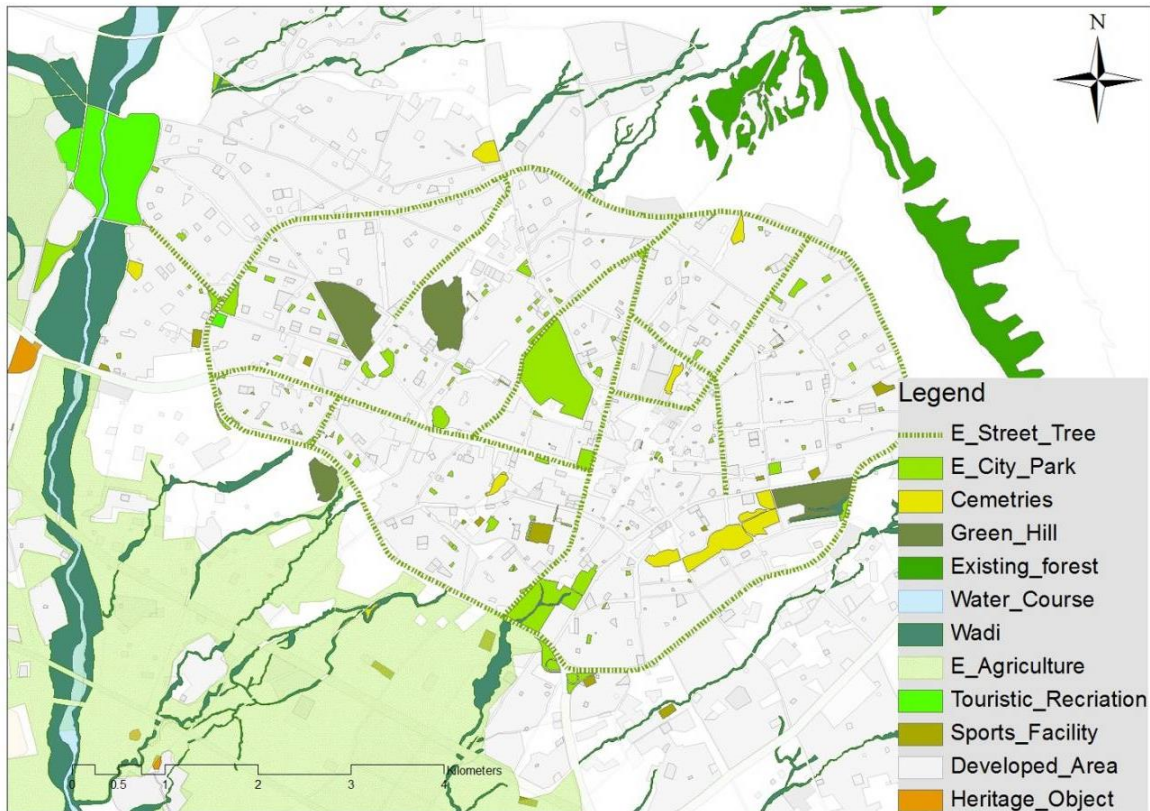 N
Legend
E_Street_Tree
E_City_Park
Cemetries
Green_Hill
Existing_forest
Water_Course
Wadi
E_Agriculture
Touristic_Recriation
Sports_Facility
Developed_Area
Heritage_Object
Kilometers
0 0.5 1 2 3 4